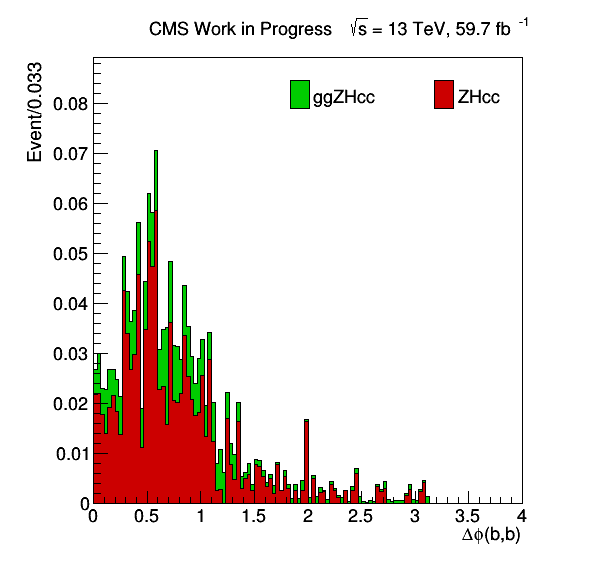 CMS Work in Progress √s = 13 TeV, 59.7 fb⁻¹
Event/0.033
ggZHcc ZHcc
0.08
0.07
0.06
0.05
0.04
0.03
0.02
0.01
0
0 0.5 1 1.5 2 2.5 3 3.5 4
Δϕ(b,b)